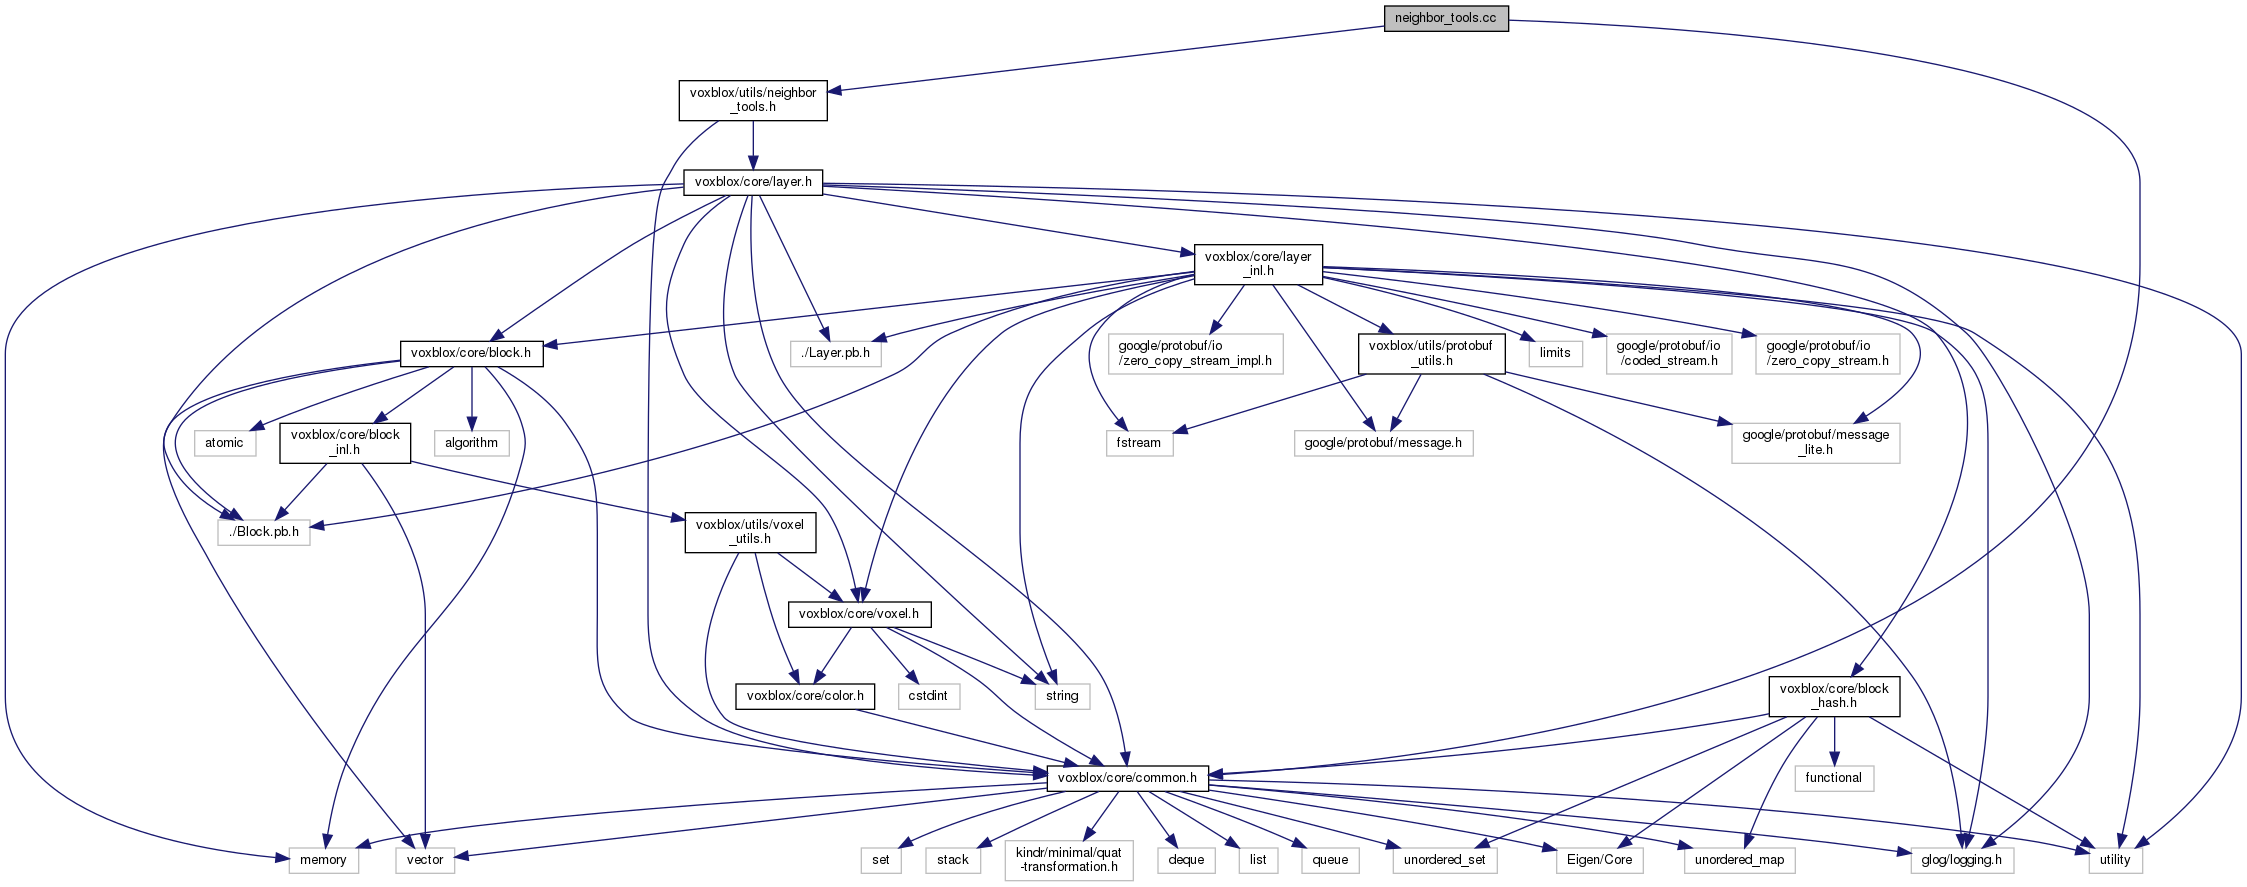 neighbor_tools.cc
voxblox/utils/neighbor
_tools.h
voxblox/core/layer.h
voxblox/core/layer
_inl.h
voxblox/core/block.h
./Layer.pb.h
google/protobuf/io
/zero_copy_stream_impl.h
voxblox/utils/protobuf
_utils.h
limits
google/protobuf/io
/coded_stream.h
google/protobuf/io
/zero_copy_stream.h
atomic
voxblox/core/block
_inl.h
algorithm
fstream
google/protobuf/message.h
google/protobuf/message
_lite.h
./Block.pb.h
voxblox/utils/voxel
_utils.h
voxblox/core/voxel.h
voxblox/core/color.h
cstdint
string
voxblox/core/block
_hash.h
voxblox/core/common.h
functional
memory
vector
set
stack
kindr/minimal/quat
-transformation.h
deque
list
queue
unordered_set
Eigen/Core
unordered_map
glog/logging.h
utility